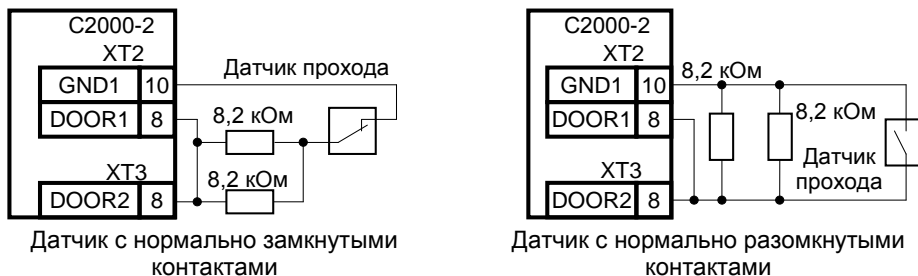 C2000-2
XT2
GND1 10
DOOR1 8
XT3
DOOR2 8
Датчик прохода
8,2 кОм
8,2 кОм
Датчик с нормально замкнутыми
контактами
C2000-2
XT2
GND1 10
DOOR1 8
XT3
DOOR2 8
8,2 кОм
8,2 кОм
Датчик
прохода
Датчик с нормально разомкнутыми
контактами